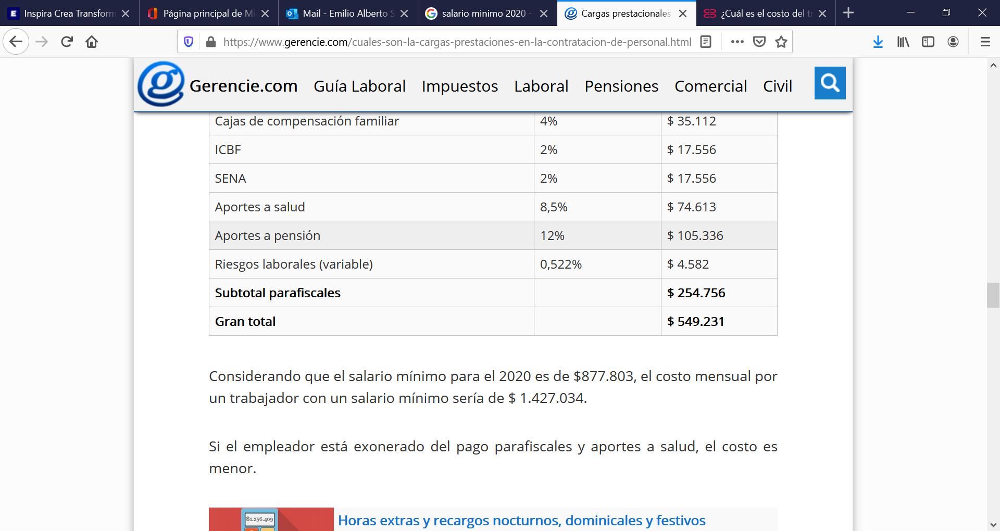 Inspira Crea Transform
Página principal de Mi
Mail - Emilio Alberto S
salario minimo 2020 -
Cargas prestacionales
¿Cuál es el costo del tr
https://www.gerencie.com/cuales-son-la-cargas-prestaciones-en-la-contratacion-de-personal.html
Gerencie.com Guía Laboral Impuestos Laboral Pensiones Comercial Civil
Cajas de compensación familiar 4% $ 35.112
ICBF 2% $ 17.556
SENA 2% $ 17.556
Aportes a salud 8,5% $ 74.613
Aportes a pensión 12% $ 105.336
Riesgos laborales (variable) 0,522% $ 4.582
Subtotal parafiscales $ 254.756
Gran total $ 549.231
Considerando que el salario mínimo para el 2020 es de $877.803, el costo mensual por
un trabajador con un salario mínimo sería de $ 1.427.034.
Si el empleador está exonerado del pago parafiscales y aportes a salud, el costo es
menor.
$1.256.409
Horas extras y recargos nocturnos, dominicales y festivos